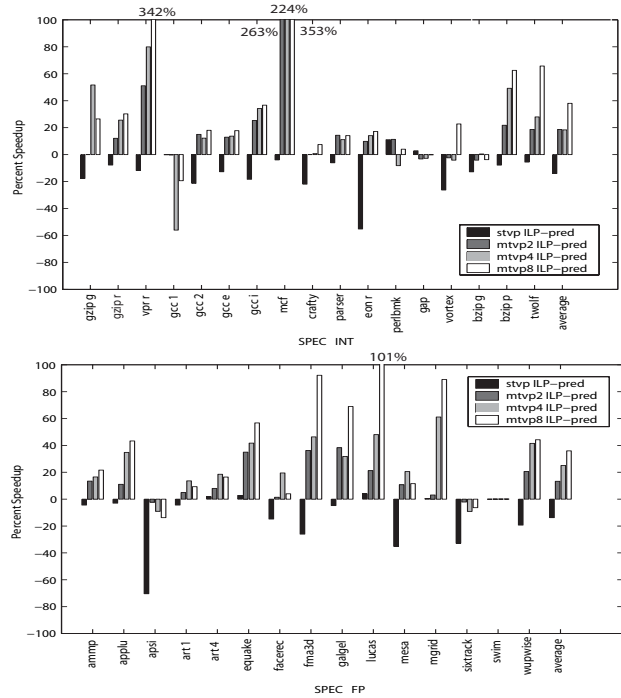 342%
224%
263%
353%
100
80
60
40
20
0
−20
−40
−60
−80
−100
Percent Speedup
stvp ILP−pred
mtvp2 ILP−pred
mtvp4 ILP−pred
mtvp8 ILP−pred
gzip g
gzip r
vpr r
gcc 1
gcc 2
gcc e
gcc i
mcf
crafty
parser
eon r
perlbmk
gap
vortex
bzip g
bzip p
twolf
average
SPEC INT
101%
100
80
60
40
20
0
−20
−40
−60
−80
−100
Percent Speedup
stvp ILP−pred
mtvp2 ILP−pred
mtvp4 ILP−pred
mtvp8 ILP−pred
ammp
applu
apsi
art 1
art 4
equake
facerec
fma3d
galgel
lucas
mesa
mgrid
sixtrack
swim
wupwise
average
SPEC FP